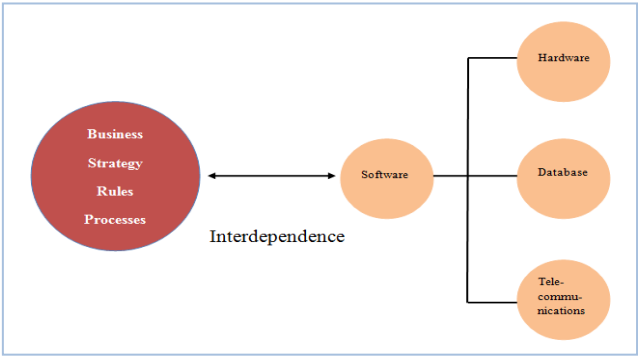 Business
Strategy
Rules
Processes
Interdependence
Software
Hardware
Database
Tele-
commu-
nications